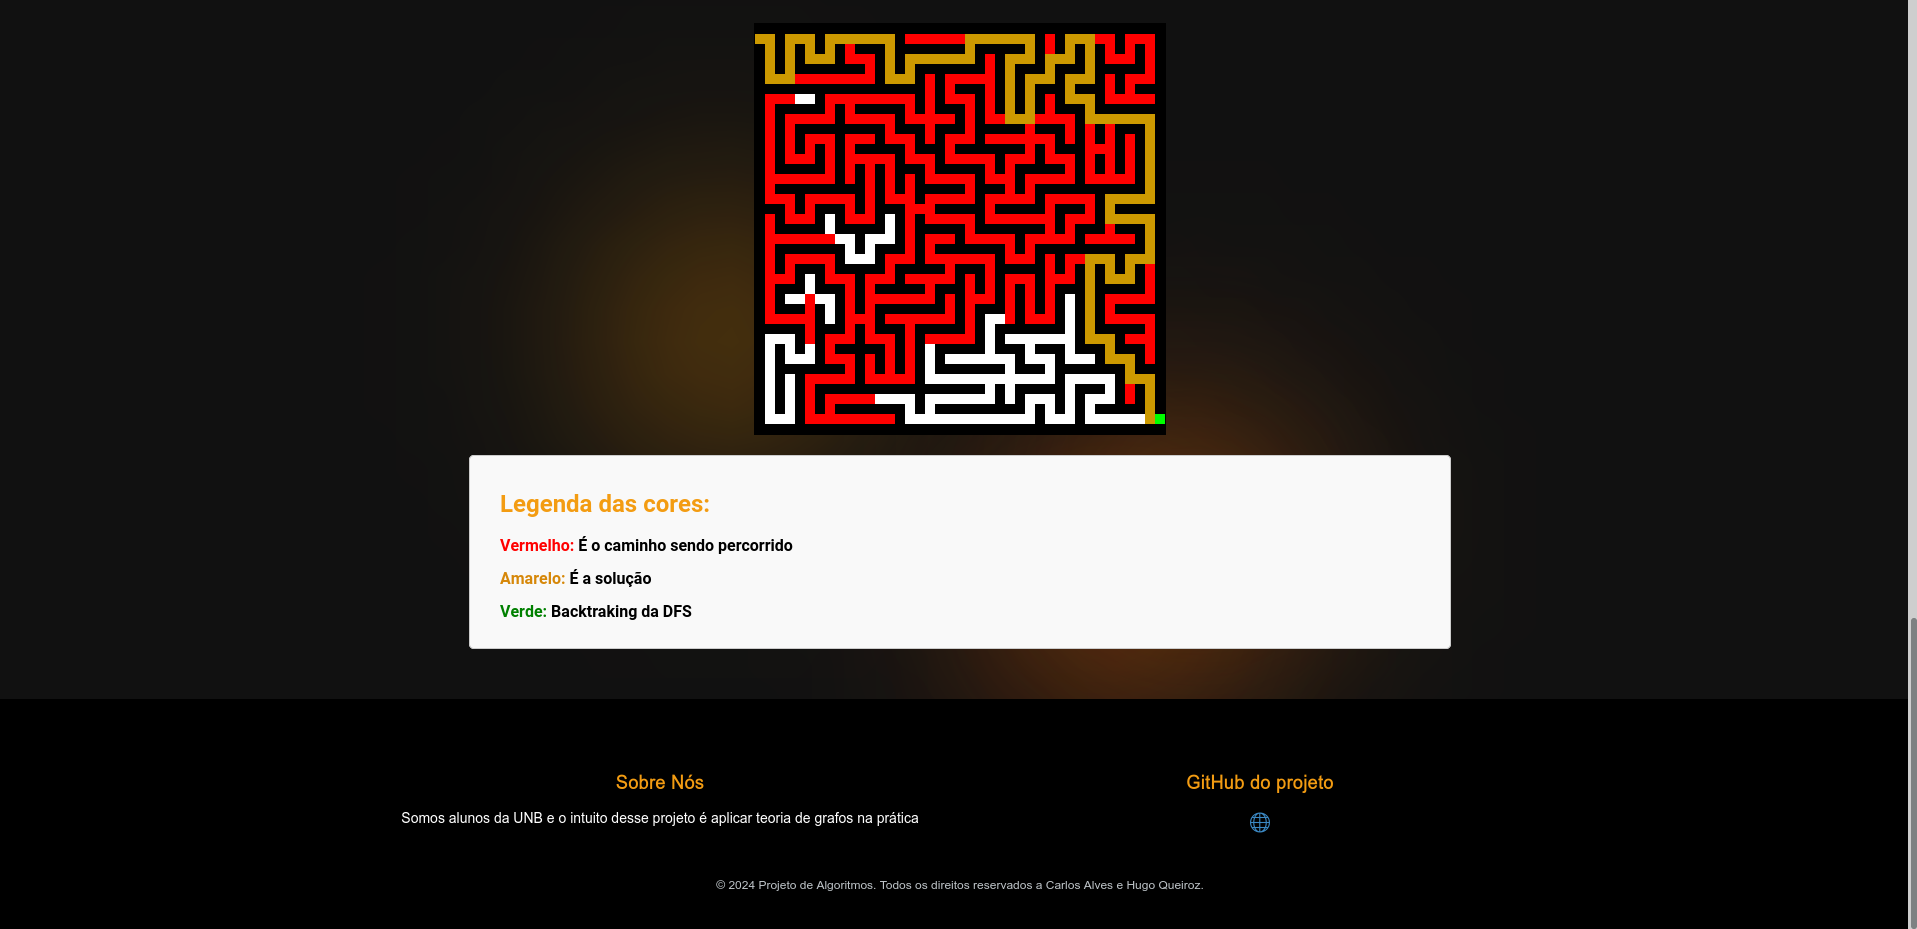 Legenda das cores:
Vermelho: É o caminho sendo percorrido
Amarelo: É a solução
Verde: Backtraking da DFS
Sobre Nós
Somos alunos da UNB e o intuito desse projeto é aplicar teoria de grafos na prática
GitHub do projeto
© 2024 Projeto de Algoritmos. Todos os direitos reservados a Carlos Alves e Hugo Queiroz.